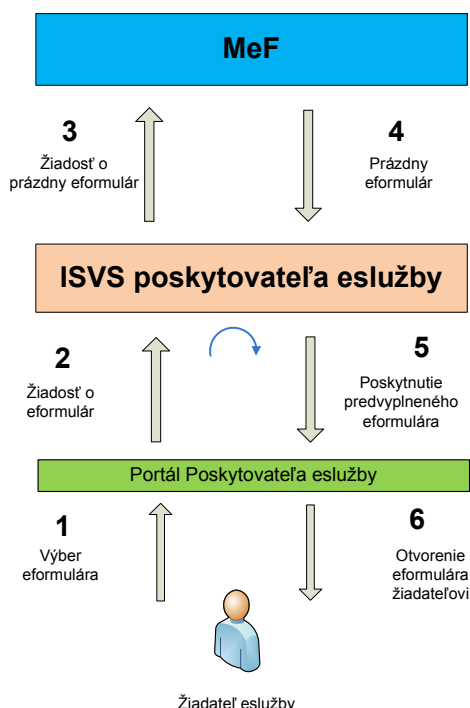 MeF
3
Žiadosť o
prázdny eformulár
4
Prázdny
eformulár
ISVS poskytovateľa eslužby
2
Žiadosť o
eformulár
5
Poskytnutie
predvyplneného
eformulára
Portál Poskytovateľa eslužby
1
Výber
eformulára
6
Otvorenie
eformulára
žiadateľovi
Žiadateľ eslužby